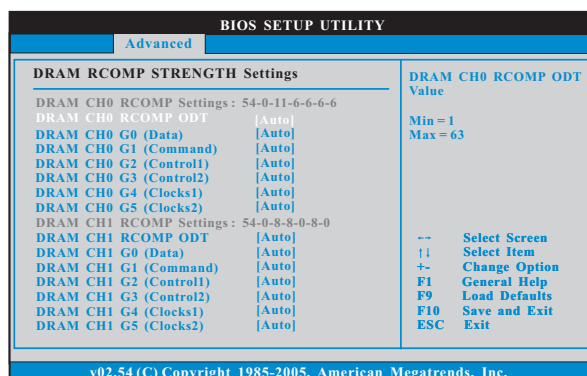 BIOS SETUP UTILITY
Advanced
DRAM RCOMP STRENGTH Settings
DRAM CH0 RCOMP Settings : 54-0-11-6-6-6-6
DRAM CH0 RCOMP ODT [Auto]
DRAM CH0 G0 (Data) [Auto]
DRAM CH0 G1 (Command) [Auto]
DRAM CH0 G2 (Control1) [Auto]
DRAM CH0 G3 (Control2) [Auto]
DRAM CH0 G4 (Clocks1) [Auto]
DRAM CH0 G5 (Clocks2) [Auto]
DRAM CH1 RCOMP Settings : 54-0-8-8-0-8-0
DRAM CH1 RCOMP ODT [Auto]
DRAM CH1 G0 (Data) [Auto]
DRAM CH1 G1 (Command) [Auto]
DRAM CH1 G2 (Control1) [Auto]
DRAM CH1 G3 (Control2) [Auto]
DRAM CH1 G4 (Clocks1) [Auto]
DRAM CH1 G5 (Clocks2) [Auto]
DRAM CH0 RCOMP ODT
Value
Min = 1
Max = 63
←→ Select Screen
↑↓ Select Item
+- Change Option
F1 General Help
F9 Load Defaults
F10 Save and Exit
ESC Exit
v02.54 (C) Copyright 1985-2005, American Megatrends, Inc.